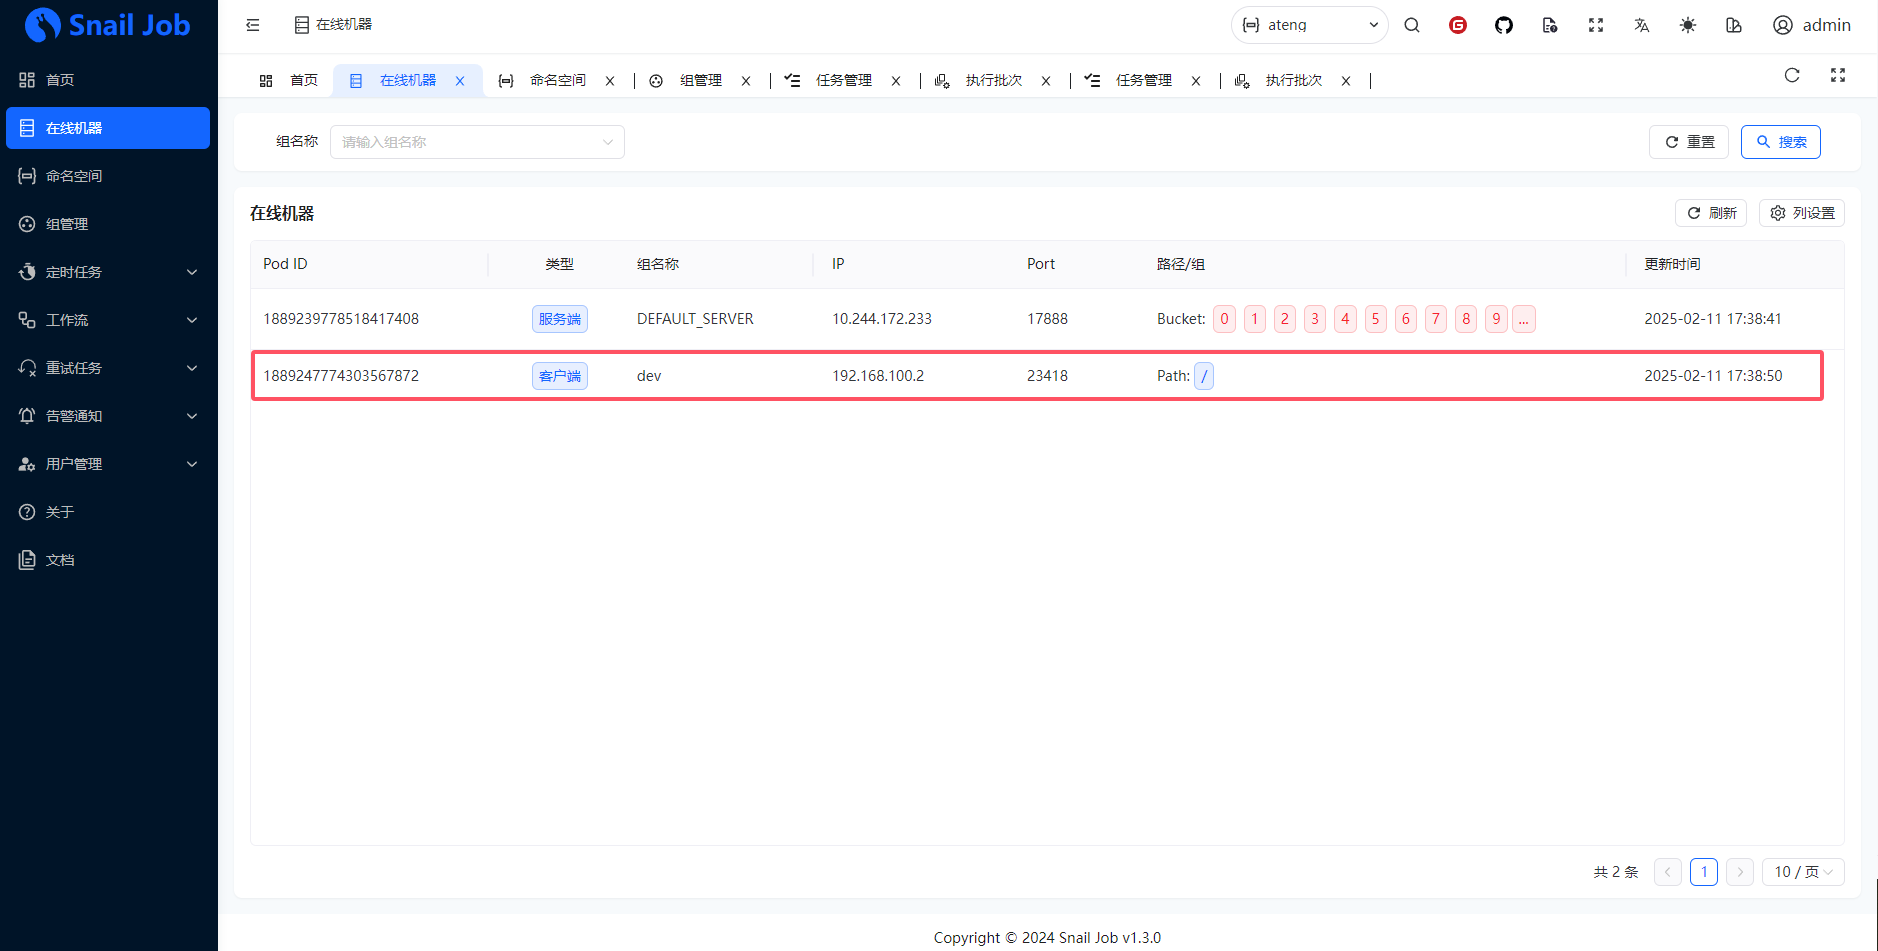 Snail Job
在线机器
ateng
admin
首页
在线机器
命名空间
组管理
任务管理
执行批次
任务管理
执行批次
首页
在线机器
命名空间
组管理
定时任务
工作流
重试任务
告警通知
用户管理
关于
文档
组名称
请输入组名称
重置
搜索
在线机器
刷新
列设置
Pod ID 类型 组名称 IP Port 路径/组 更新时间
1889239778518417408 服务端 DEFAULT_SERVER 10.244.172.233 17888 Bucket: 0 1 2 3 4 5 6 7 8 9 ... 2025-02-11 17:38:41
1889247774303567872 客户端 dev 192.168.100.2 23418 Path: / 2025-02-11 17:38:50
共 2 条 1 10 / 页
Copyright © 2024 Snail Job v1.3.0